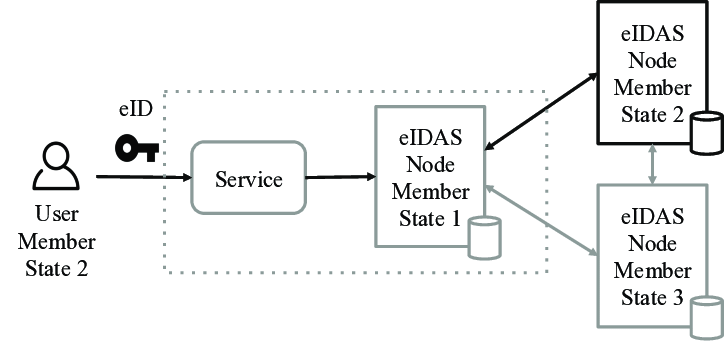 eID
User
Member
State 2
Service
eIDAS
Node
Member
State 1
eIDAS
Node
Member
State 2
eIDAS
Node
Member
State 3